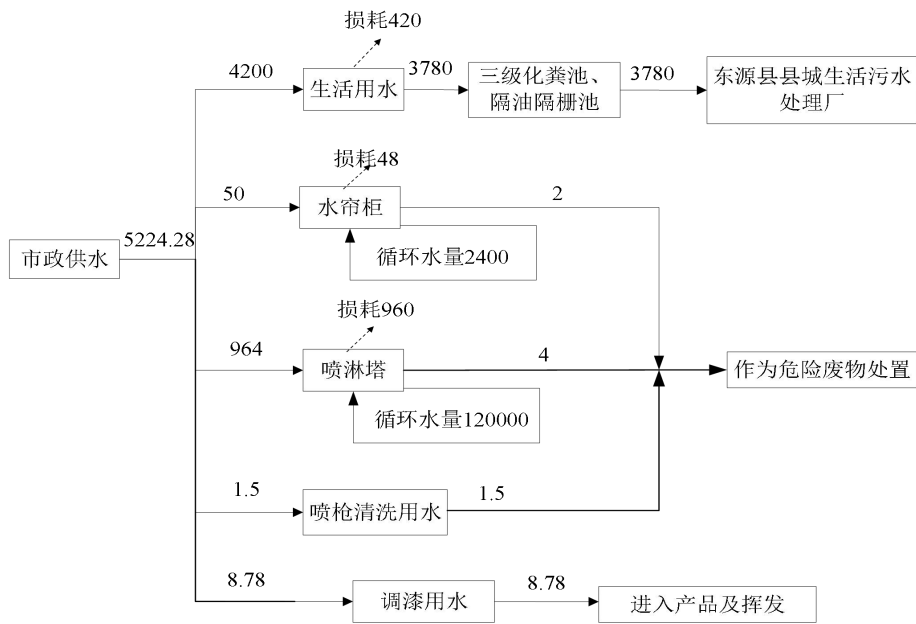 损耗420
4200
生活用水
3780
三级化粪池、
隔油隔栅池
3780
东源县县城生活污水
处理厂
损耗48
50
水帘柜
2
循环水量2400
市政供水
5224.28
损耗960
964
喷淋塔
4
作为危险废物处置
循环水量120000
1.5
喷枪清洗用水
1.5
8.78
调漆用水
8.78
进入产品及挥发